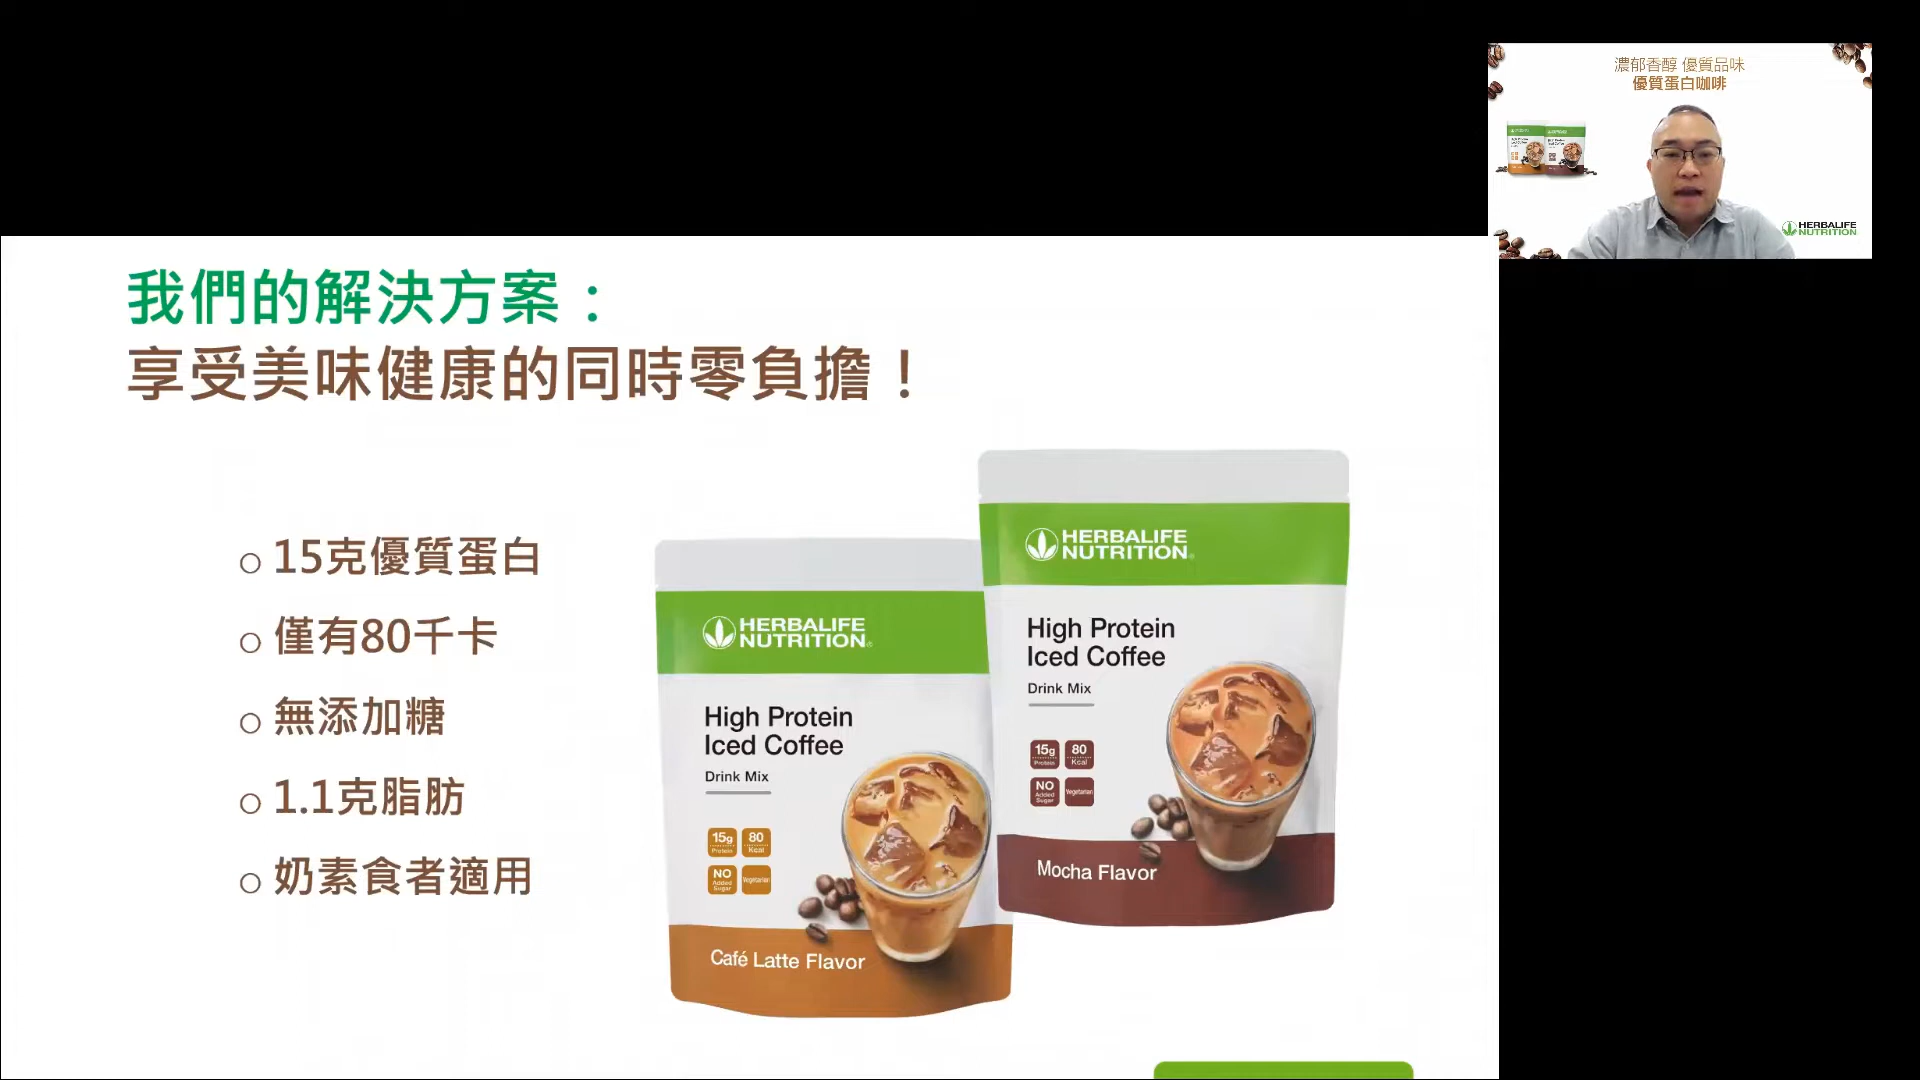 濃郁香醇 優質品味
優質蛋白咖啡
HERBALIFE
NUTRITION
我們的解決方案：
享受美味健康的同時零負擔！
15克優質蛋白
僅有80千卡
無添加糖
1.1克脂肪
奶素食者適用
HERBALIFE
NUTRITION
High Protein
Iced Coffee
Drink Mix
15g 80
Protein Kcal
NO Vegetarian
Added
Sugar
Café Latte Flavor
HERBALIFE
NUTRITION
High Protein
Iced Coffee
Drink Mix
15g 80
Protein Kcal
NO Vegetarian
Added
Sugar
Mocha Flavor